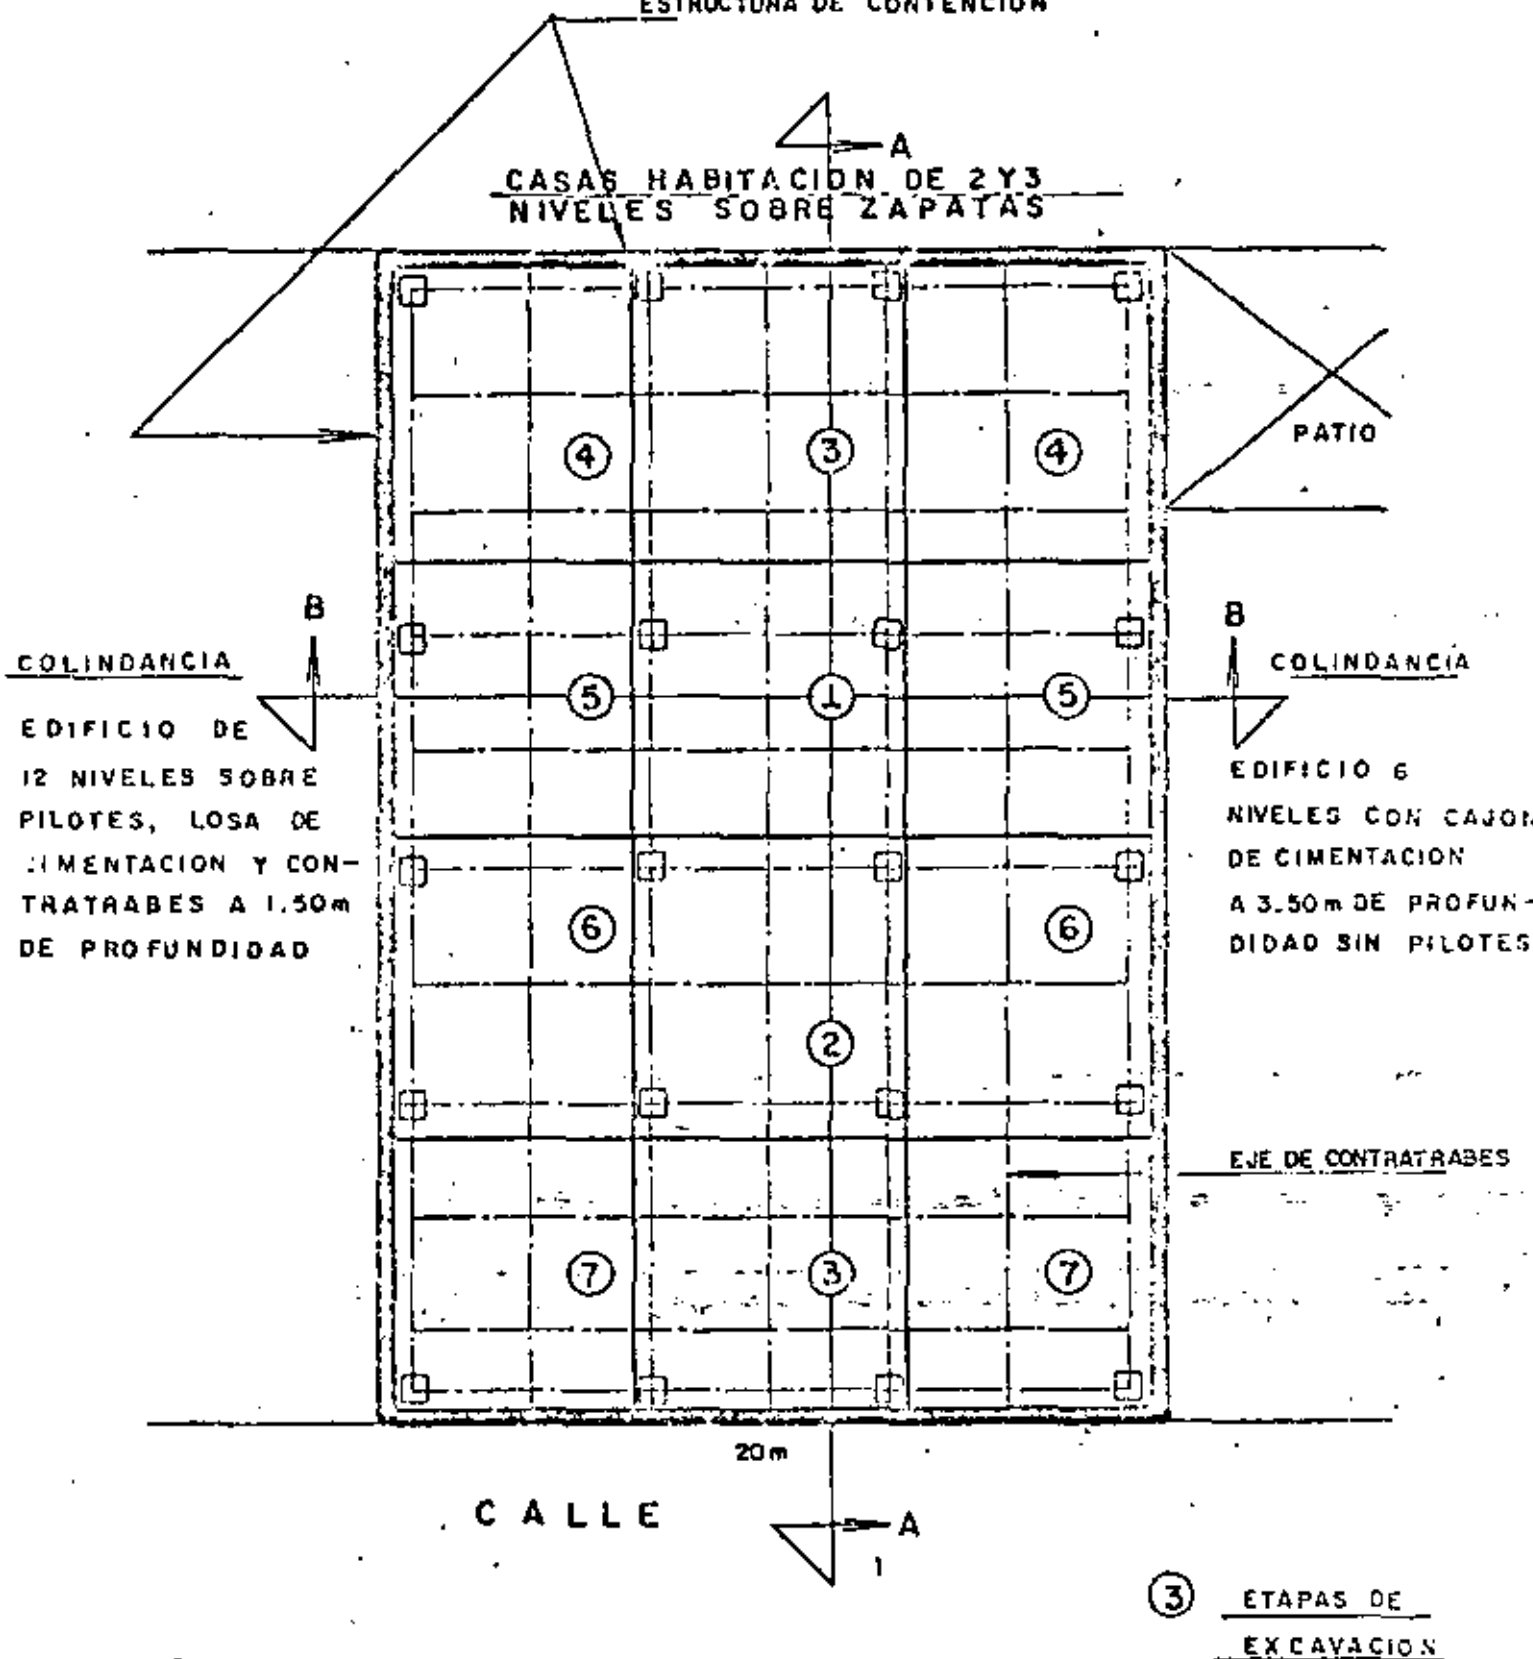 ESTRUCTURA DE CONTENCION
A
CASAS HABITACION DE 2 Y 3
NIVELES SOBRE ZAPATAS
PATIO
4
3
4
B
B
COLINDANCIA
COLINDANCIA
5
1
5
EDIFICIO DE
12 NIVELES SOBRE
PILOTES, LOSA DE
CIMENTACION Y CON-
TRATRABES A 1.50m
DE PROFUNDIDAD
EDIFICIO 6
NIVELES CON CAJON
DE CIMENTACION
A 3.50m DE PROFUN-
DIDAD SIN PILOTES
6
6
2
EJE DE CONTRATRABES
7
3
7
20m
CALLE
A
1
3 ETAPAS DE
EXCAVACION